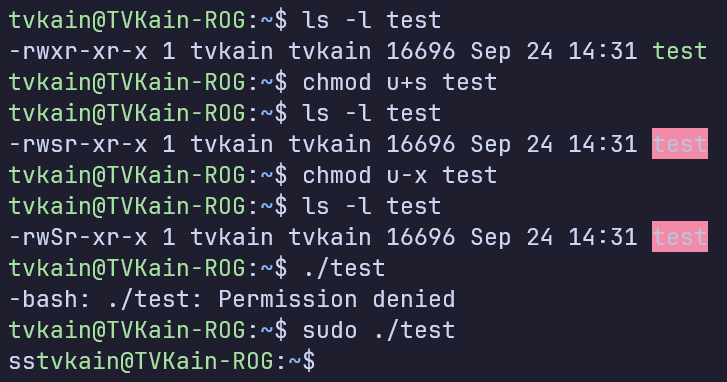 tvkain@TVKain-ROG:~$ ls -l test
-rwxr-xr-x 1 tvkain tvkain 16696 Sep 24 14:31 test
tvkain@TVKain-ROG:~$ chmod u+s test
tvkain@TVKain-ROG:~$ ls -l test
-rwsr-xr-x 1 tvkain tvkain 16696 Sep 24 14:31 test
tvkain@TVKain-ROG:~$ chmod u-x test
tvkain@TVKain-ROG:~$ ls -l test
-rwSr-xr-x 1 tvkain tvkain 16696 Sep 24 14:31 test
tvkain@TVKain-ROG:~$ ./test
-bash: ./test: Permission denied
tvkain@TVKain-ROG:~$ sudo ./test
sstvkain@TVKain-ROG:~$